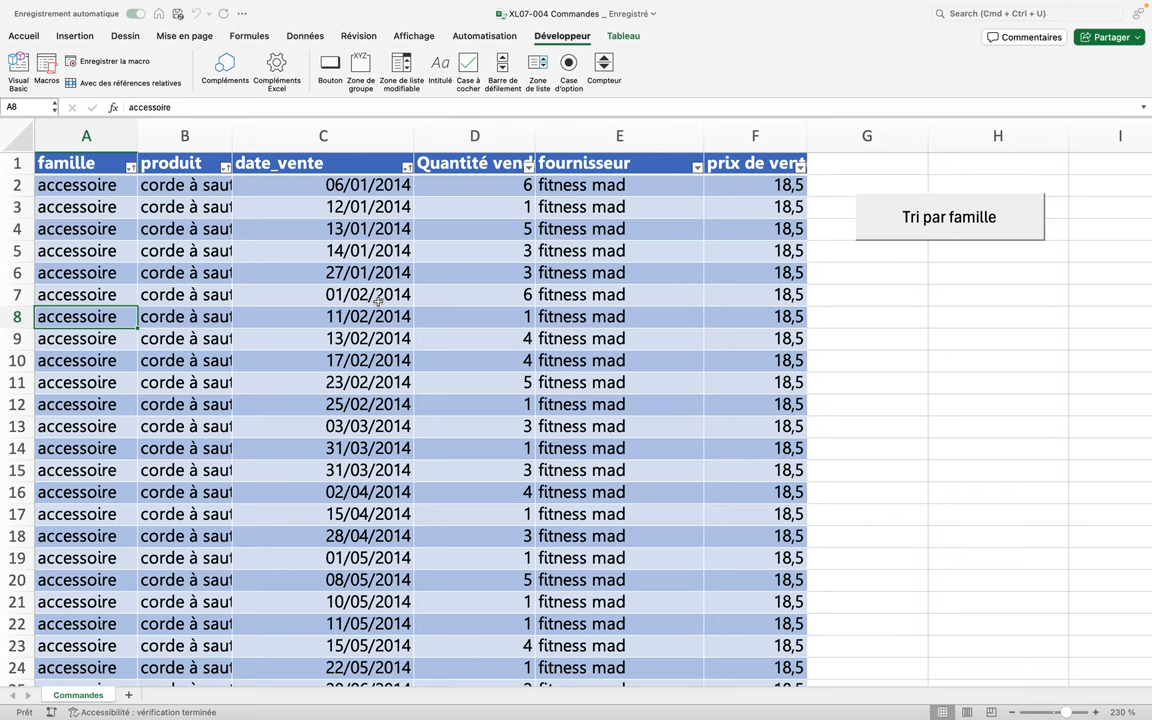 Enregistrement automatique
XL07-004 Commandes _ Enregistré
Search (Cmd + Ctrl + U)
Accueil Insertion Dessin Mise en page Formules Données Révision Affichage Automatisation Développeur Tableau
Commentaires Partager
Visual Basic
Macros
Enregistrer la macro
Avec des références relatives
Compléments
Compléments Excel
Bouton
Zone de groupe
Zone de liste modifiable
Intitulé
Case à cocher
Barre de défilement
Zone de liste
Case d'option
Compteur
A8 fx accessoire
A B C D E F G H I
1 famille produit date_vente Quantité vend fournisseur prix de vent
2 accessoire corde à saut 06/01/2014 6 fitness mad 18,5
3 accessoire corde à saut 12/01/2014 1 fitness mad 18,5
Tri par famille
4 accessoire corde à saut 13/01/2014 5 fitness mad 18,5
5 accessoire corde à saut 14/01/2014 3 fitness mad 18,5
6 accessoire corde à saut 27/01/2014 3 fitness mad 18,5
7 accessoire corde à saut 01/02/2014 6 fitness mad 18,5
8 accessoire corde à saut 11/02/2014 1 fitness mad 18,5
9 accessoire corde à saut 13/02/2014 4 fitness mad 18,5
10 accessoire corde à saut 17/02/2014 4 fitness mad 18,5
11 accessoire corde à saut 23/02/2014 5 fitness mad 18,5
12 accessoire corde à saut 25/02/2014 1 fitness mad 18,5
13 accessoire corde à saut 03/03/2014 3 fitness mad 18,5
14 accessoire corde à saut 31/03/2014 1 fitness mad 18,5
15 accessoire corde à saut 31/03/2014 3 fitness mad 18,5
16 accessoire corde à saut 02/04/2014 4 fitness mad 18,5
17 accessoire corde à saut 15/04/2014 1 fitness mad 18,5
18 accessoire corde à saut 28/04/2014 3 fitness mad 18,5
19 accessoire corde à saut 01/05/2014 1 fitness mad 18,5
20 accessoire corde à saut 08/05/2014 5 fitness mad 18,5
21 accessoire corde à saut 10/05/2014 1 fitness mad 18,5
22 accessoire corde à saut 11/05/2014 1 fitness mad 18,5
23 accessoire corde à saut 15/05/2014 4 fitness mad 18,5
24 accessoire corde à saut 22/05/2014 1 fitness mad 18,5
Commandes
Prêt Accessibilité : vérification terminée 230 %